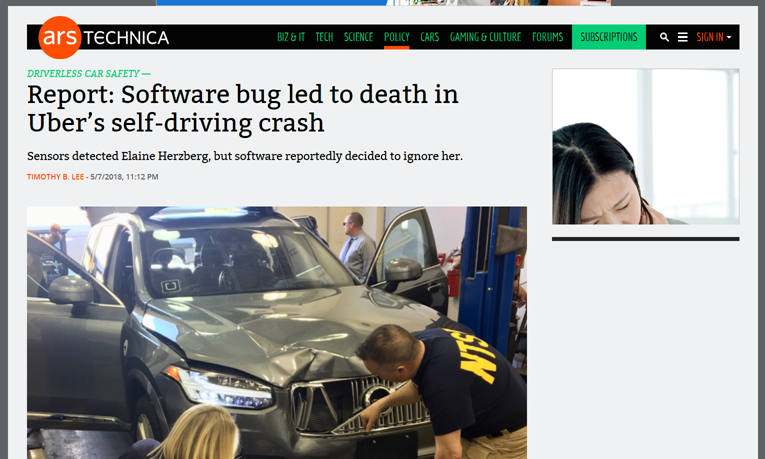 ars TECHNICA
BIZ & IT TECH SCIENCE POLICY CARS GAMING & CULTURE FORUMS SUBSCRIPTIONS SIGN IN
DRIVERLESS CAR SAFETY —
Report: Software bug led to death in
Uber’s self-driving crash
Sensors detected Elaine Herzberg, but software reportedly decided to ignore her.
TIMOTHY B. LEE - 5/7/2018, 11:12 PM
NTS